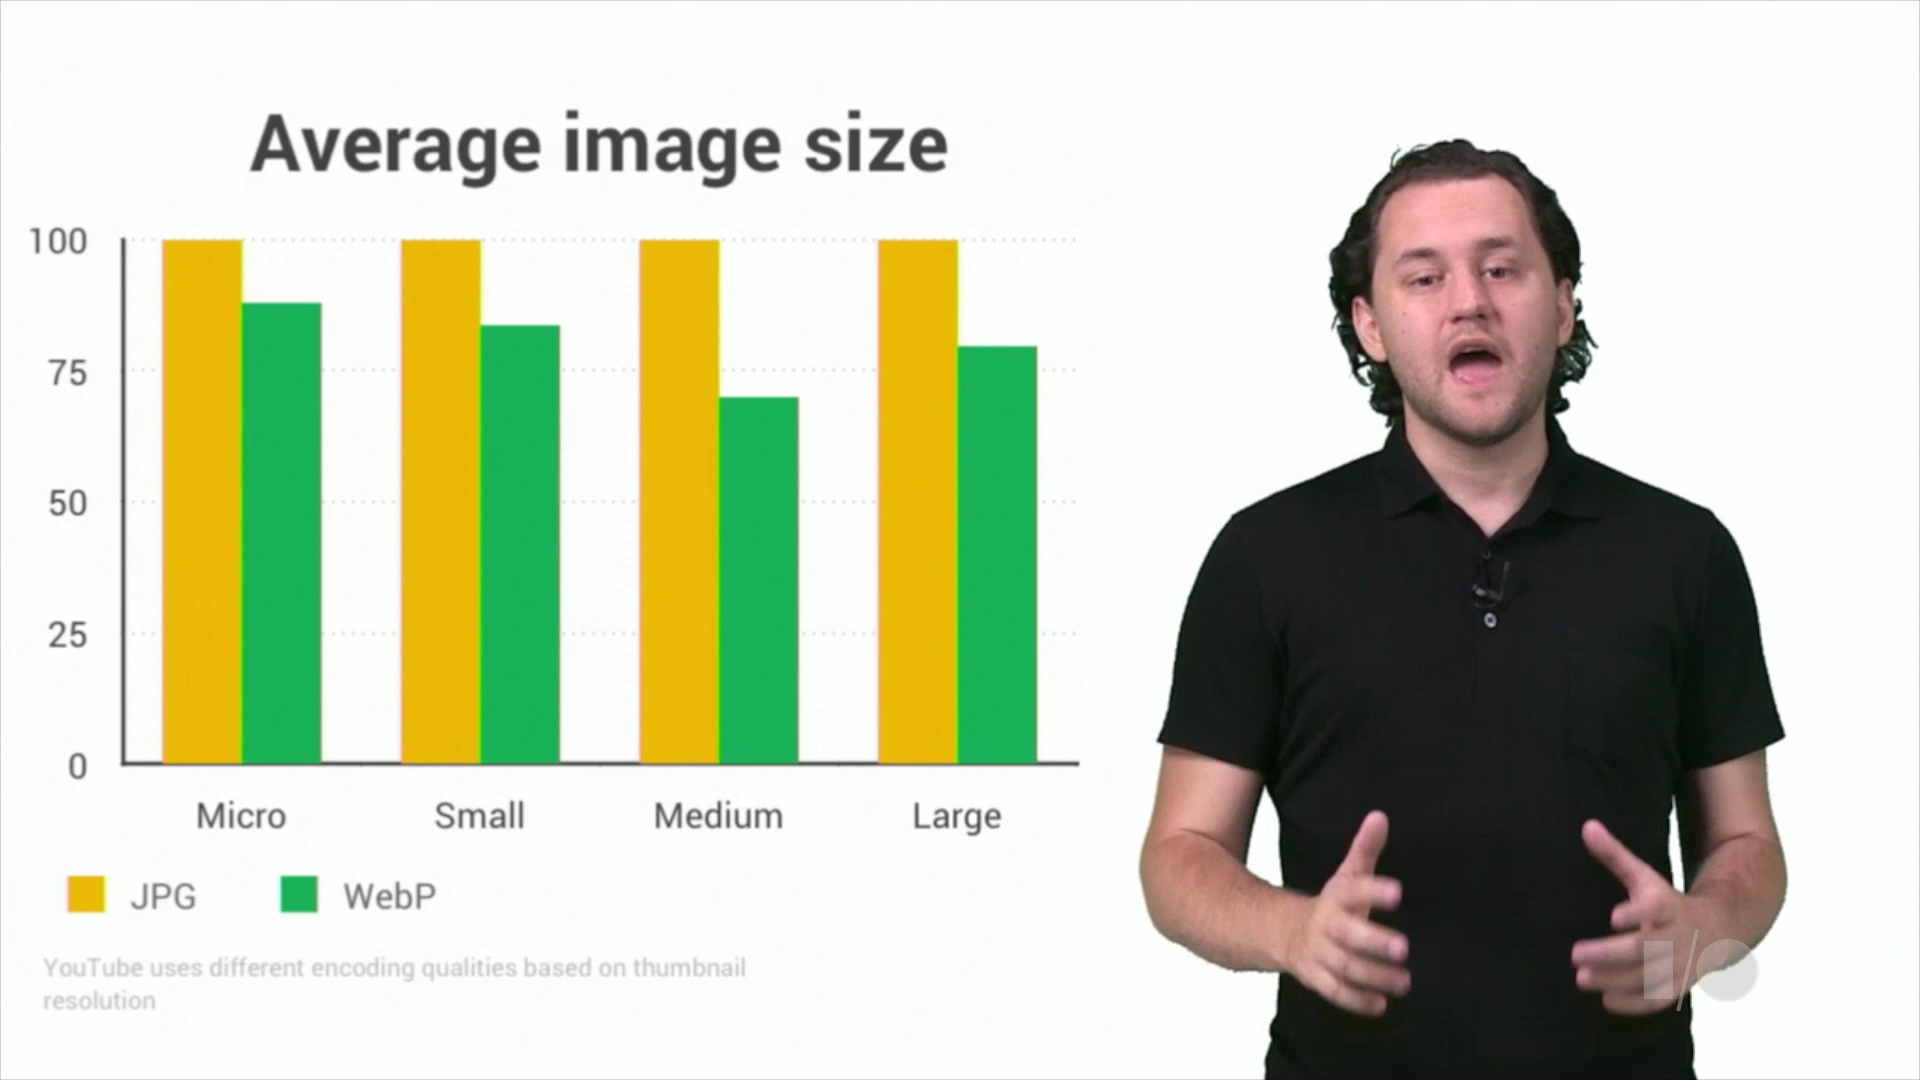 Average image size
100
75
50
25
0
Micro Small Medium Large
JPG WebP
YouTube uses different encoding qualities based on thumbnail
resolution
I/O